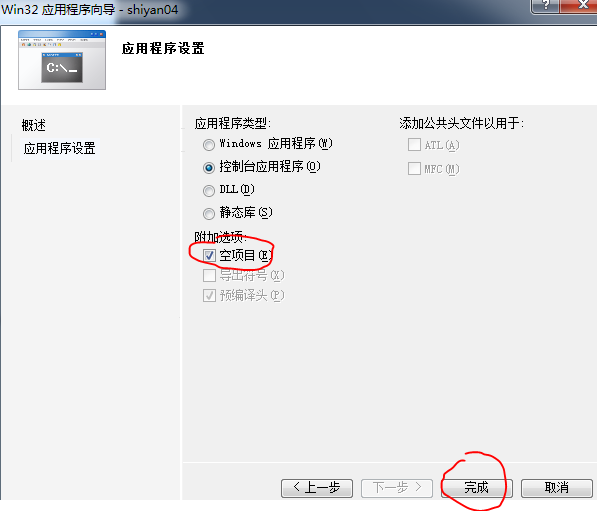 Win32 应用程序向导 - shiyan04
应用程序设置
C:\_
概述
应用程序设置
应用程序类型:
Windows 应用程序(W)
控制台应用程序(O)
DLL(D)
静态库(S)
附加选项:
空项目(E)
导出符号(X)
预编译头(P)
添加公共头文件以用于:
ATL(A)
MFC(M)
< 上一步
下一步 >
完成
取消